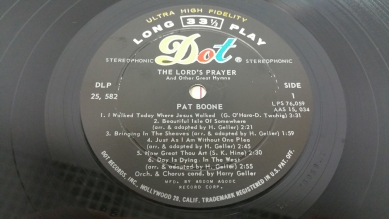 ULTRA HIGH FIDELITY
LONG 33⅓ PLAY
Dot.
STEREOPHONIC STEREOPHONIC
THE LORD'S PRAYER
And Other Great Hymns
DLP SIDE
25, 582 1
LPS 76,059
AAS 15, 034
PAT BOONE
1. I Walked Today Where Jesus Walked (G. O'Hara-D. Twohig) 3:31
2. Beautiful Isle Of Somewhere
(arr. & adapted by H. Geller) 2:21
3. Bringing In The Sheaves (arr. & adapted by H. Geller) 1:59
4. Just As I Am Without One Plea
(arr. & adapted by H. Geller) 2:45
5. How Great Thou Art (S. K. Hine) 2:30
6. Day Is Dying In The West
(arr. & adapted by H. Geller) 2:55
Orch. & Chorus cond. by Harry Geller
MFD. BY
RECORD CORP.
DOT RECORDS, INC. HOLLYWOOD 28, CALIF. TRADEMARK REGISTERED IN U.S. PAT. OFF.